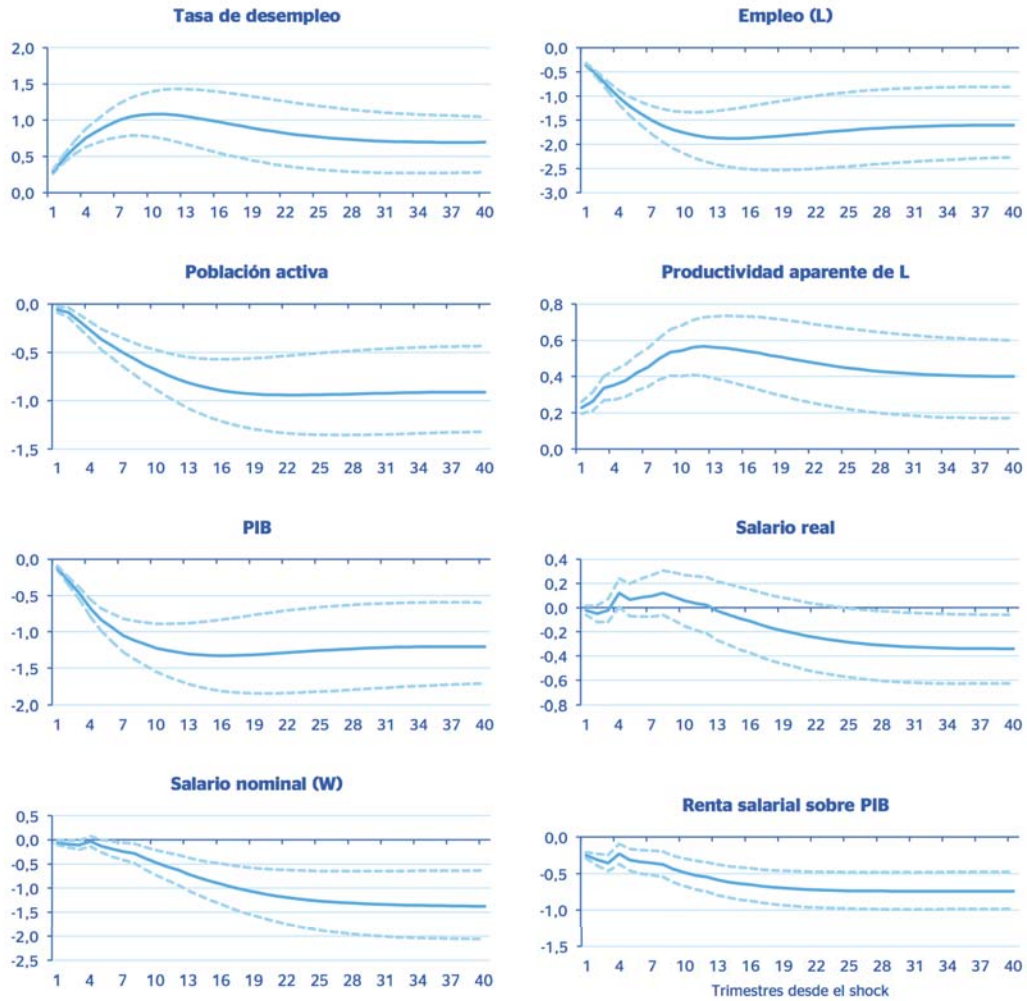 Tasa de desempleo
2,0
1,5
1,0
0,5
0,0
1 4 7 10 13 16 19 22 25 28 31 34 37 40
Empleo (L)
0,0
-0,5
-1,0
-1,5
-2,0
-2,5
-3,0
1 4 7 10 13 16 19 22 25 28 31 34 37 40
Población activa
0,0
-0,5
-1,0
-1,5
1 4 7 10 13 16 19 22 25 28 31 34 37 40
Productividad aparente de L
0,8
0,6
0,4
0,2
0,0
1 4 7 10 13 16 19 22 25 28 31 34 37 40
PIB
0,0
-0,5
-1,0
-1,5
-2,0
1 4 7 10 13 16 19 22 25 28 31 34 37 40
Salario real
0,4
0,2
0,0
-0,2
-0,4
-0,6
-0,8
1 4 7 10 13 16 19 22 25 28 31 34 37 40
Salario nominal (W)
0,5
0,0
-0,5
-1,0
-1,5
-2,0
-2,5
1 4 7 10 13 16 19 22 25 28 31 34 37 40
Renta salarial sobre PIB
0,0
-0,5
-1,0
-1,5
1 4 7 10 13 16 19 22 25 28 31 34 37 40
Trimestres desde el shock